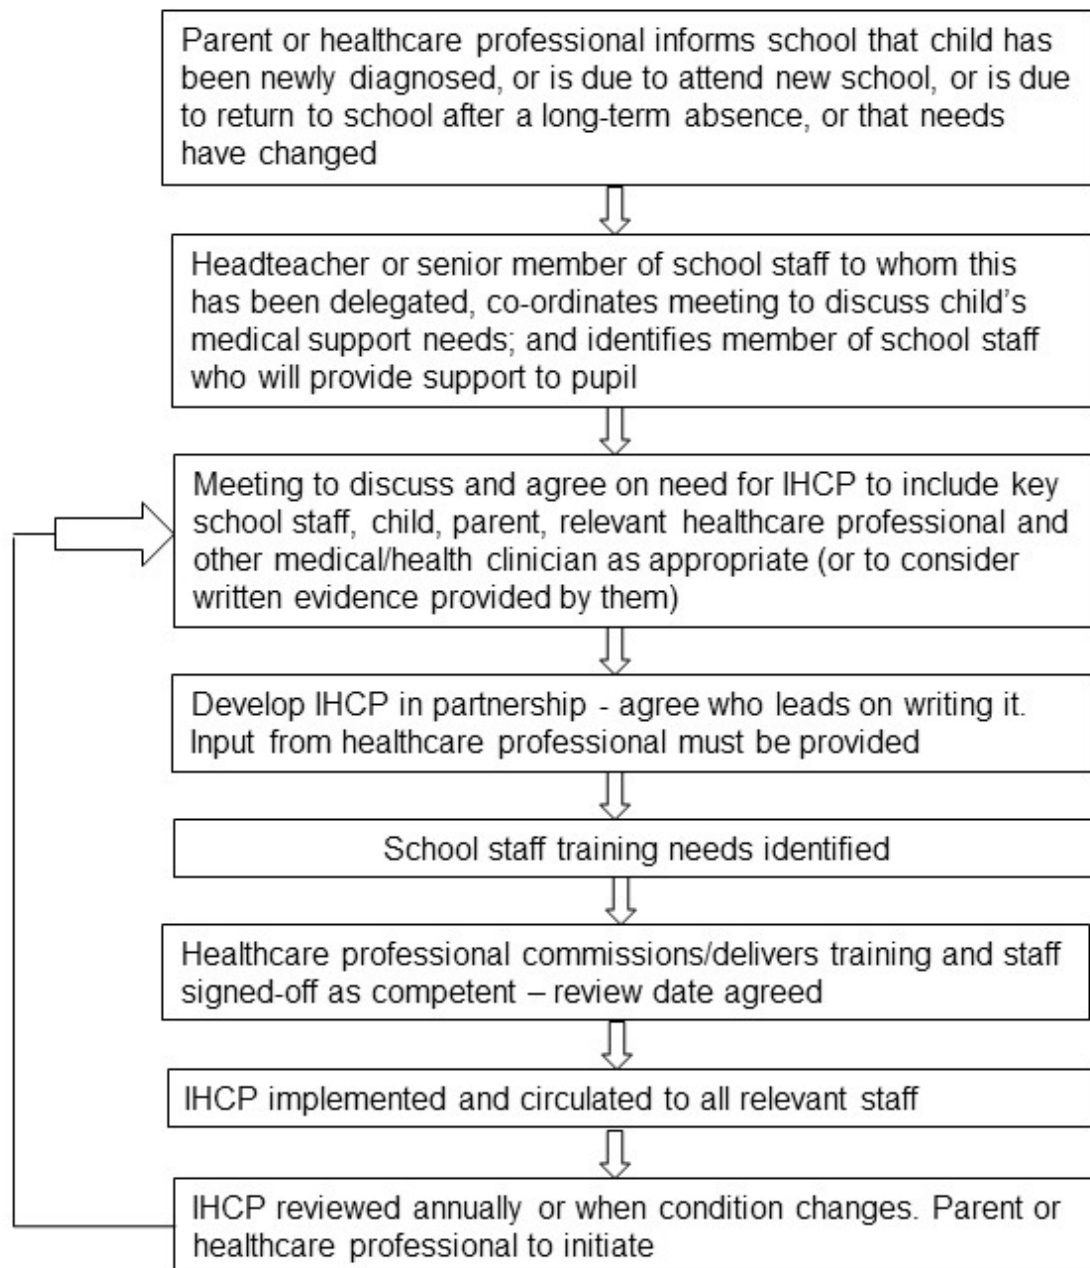 Parent or healthcare professional informs school that child has
been newly diagnosed, or is due to attend new school, or is due
to return to school after a long-term absence, or that needs
have changed
Headteacher or senior member of school staff to whom this
has been delegated, co-ordinates meeting to discuss child's
medical support needs; and identifies member of school staff
who will provide support to pupil
Meeting to discuss and agree on need for IHCP to include key
school staff, child, parent, relevant healthcare professional and
other medical/health clinician as appropriate (or to consider
written evidence provided by them)
Develop IHCP in partnership - agree who leads on writing it.
Input from healthcare professional must be provided
School staff training needs identified
Healthcare professional commissions/delivers training and staff
signed-off as competent – review date agreed
IHCP implemented and circulated to all relevant staff
IHCP reviewed annually or when condition changes. Parent or
healthcare professional to initiate